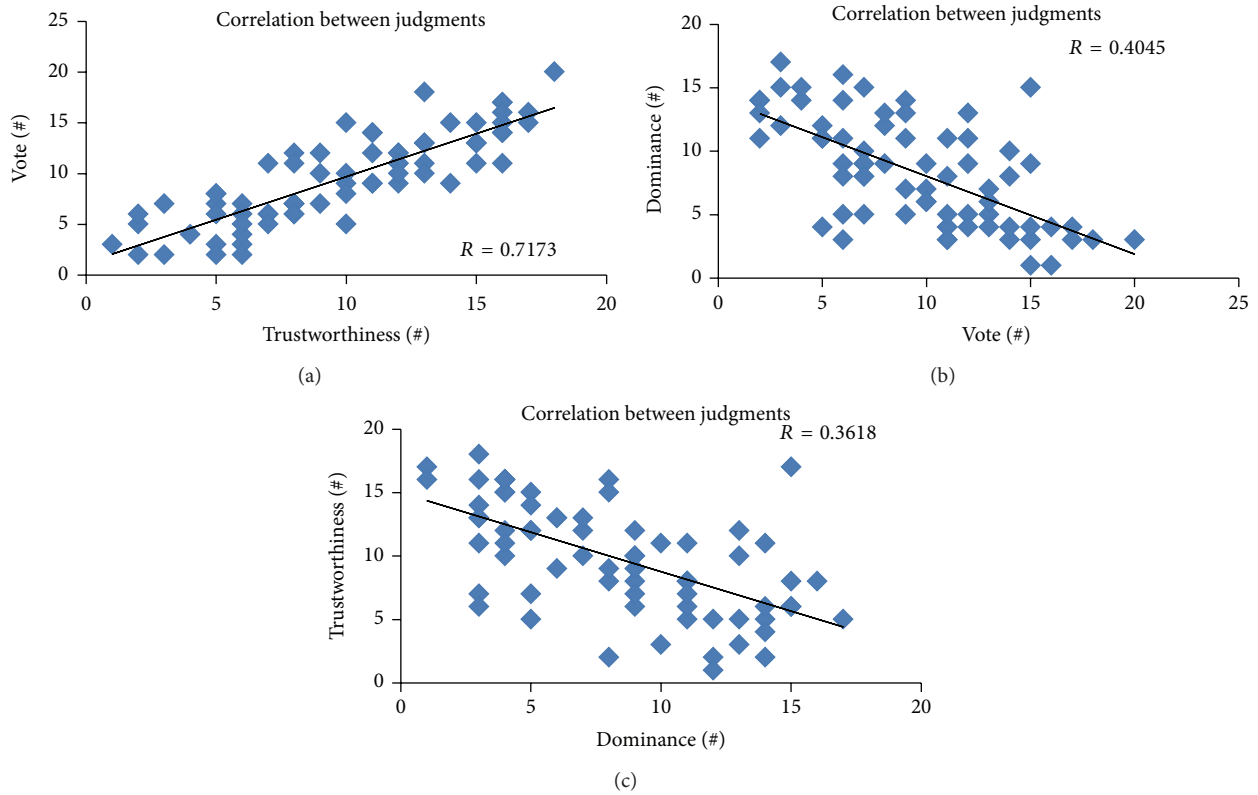 Correlation between judgments
25
20
15
10
5
0
Vote (#)
R = 0.7173
0 5 10 15 20
Trustworthiness (#)
(a)
Correlation between judgments
R = 0.4045
20
15
10
5
0
Dominance (#)
0 5 10 15 20 25
Vote (#)
(b)
Correlation between judgments
R = 0.3618
20
15
10
5
0
Trustworthiness (#)
0 5 10 15 20
Dominance (#)
(c)